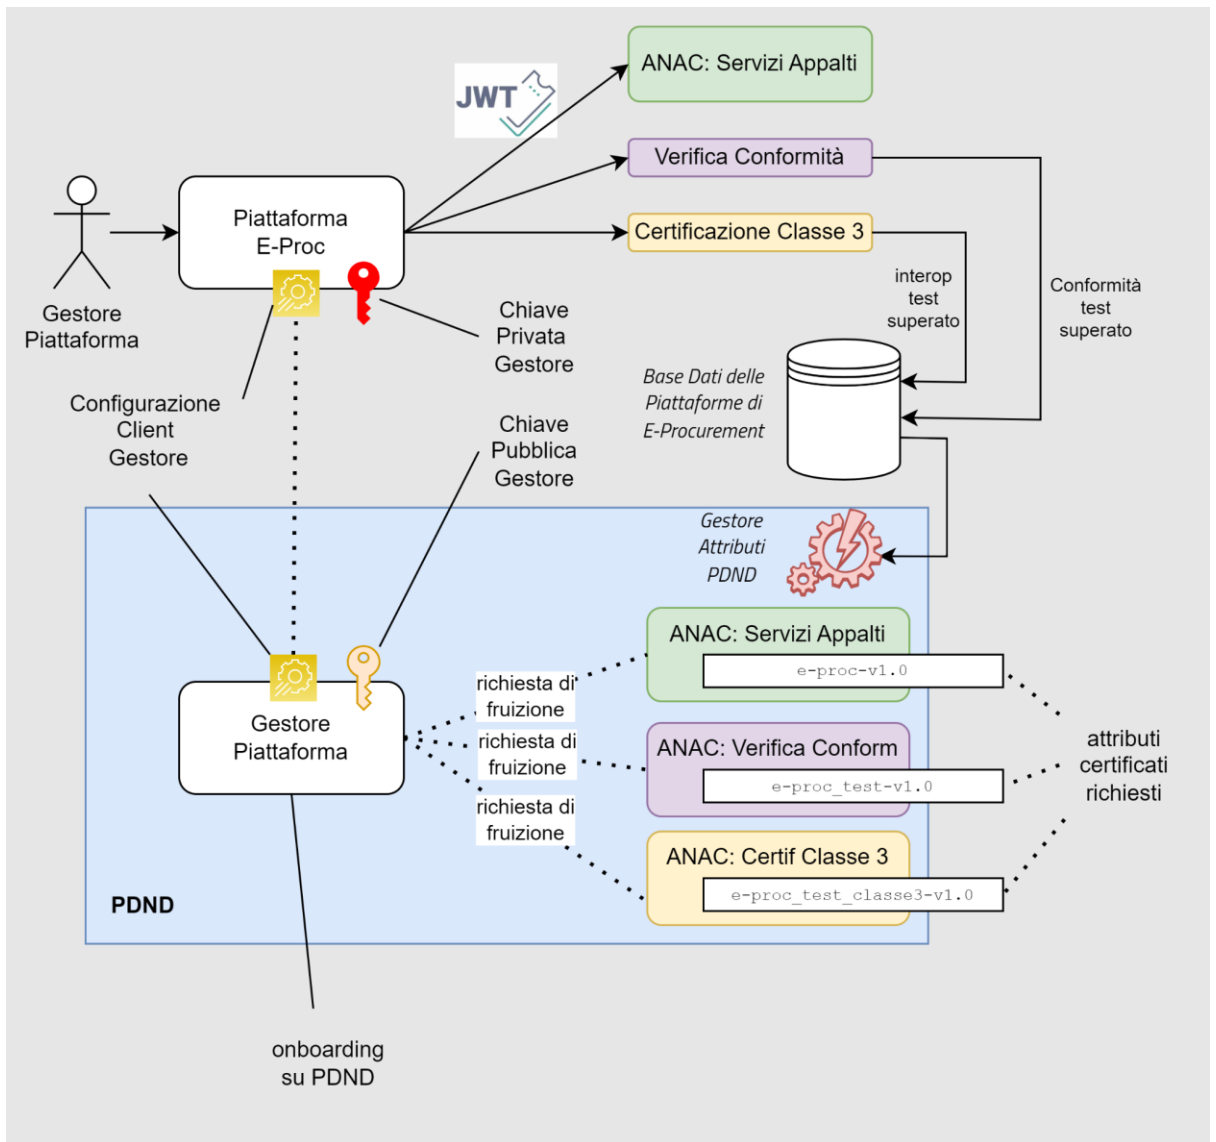 ANAC: Servizi Appalti
JWT
Verifica Conformità
Piattaforma
E-Proc
Certificazione Classe 3
Gestore
Piattaforma
interop
test
superato
Conformità
test
superato
Chiave
Privata
Gestore
Base Dati delle
Piattaforme di
E-Procurement
Configurazione
Client
Gestore
Chiave
Pubblica
Gestore
Gestore
Attributi
PDND
ANAC: Servizi Appalti
e-proc-v1.0
richiesta di
fruizione
Gestore
Piattaforma
richiesta di
fruizione
ANAC: Verifica Conform
e-proc_test-v1.0
attributi
certificati
richiesti
richiesta di
fruizione
ANAC: Certif Classe 3
e-proc_test_classe3-v1.0
PDND
onboarding
su PDND